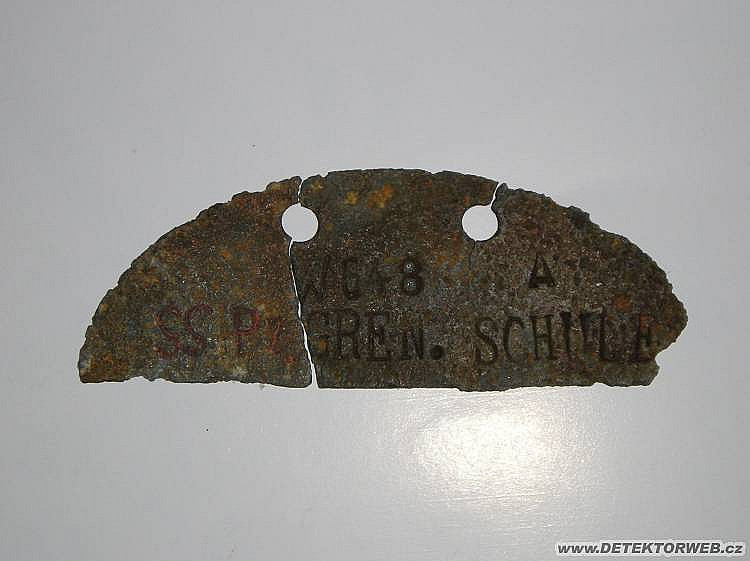 A
SS Pz. GREN. SCHULE
www.DETEKTORWEB.cz